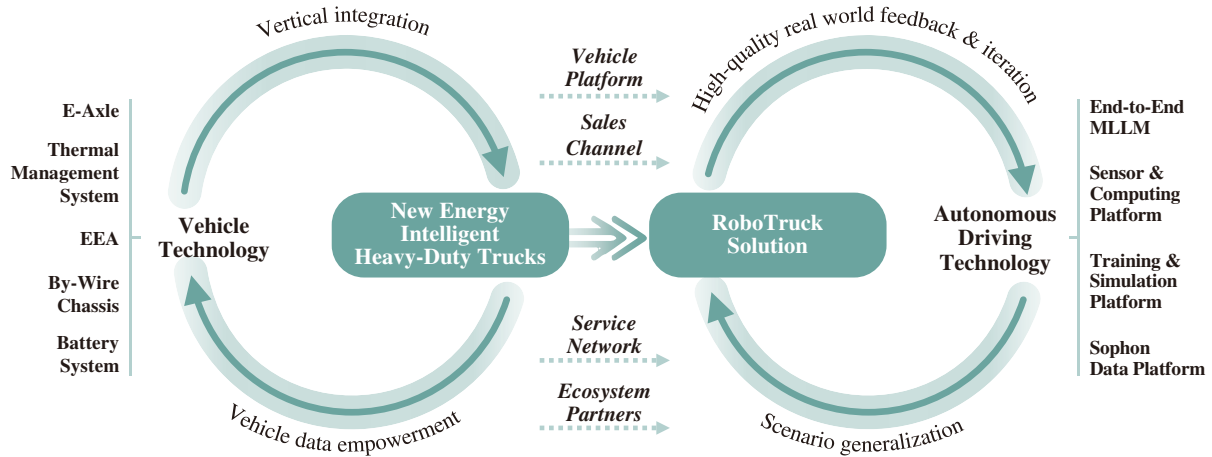 Vertical integration
E-Axle
Thermal
Management
System
EEA
By-Wire
Chassis
Battery
System
Vehicle
Technology
New Energy
Intelligent
Heavy-Duty Trucks
Vehicle data empowerment
Vehicle
Platform
Sales
Channel
Service
Network
Ecosystem
Partners
High-quality real world feedback & iteration
RoboTruck
Solution
Autonomous
Driving
Technology
Scenario generalization
End-to-End
MLLM
Sensor &
Computing
Platform
Training &
Simulation
Platform
Sophon
Data Platform